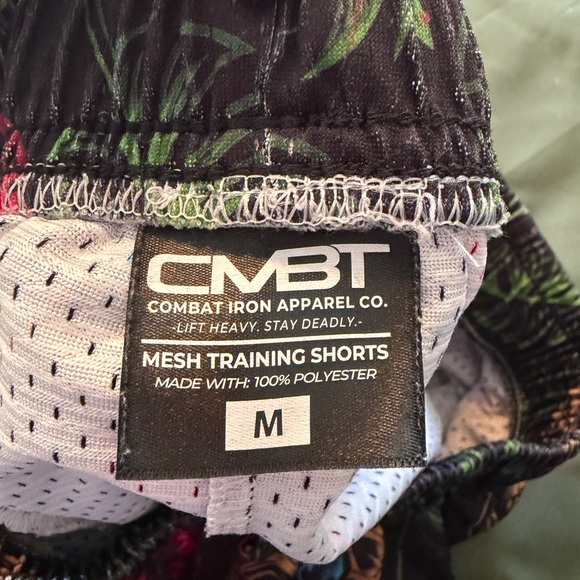 CMBT
COMBAT IRON APPAREL CO.
-LIFT HEAVY. STAY DEADLY.-
MESH TRAINING SHORTS
MADE WITH: 100% POLYESTER
M